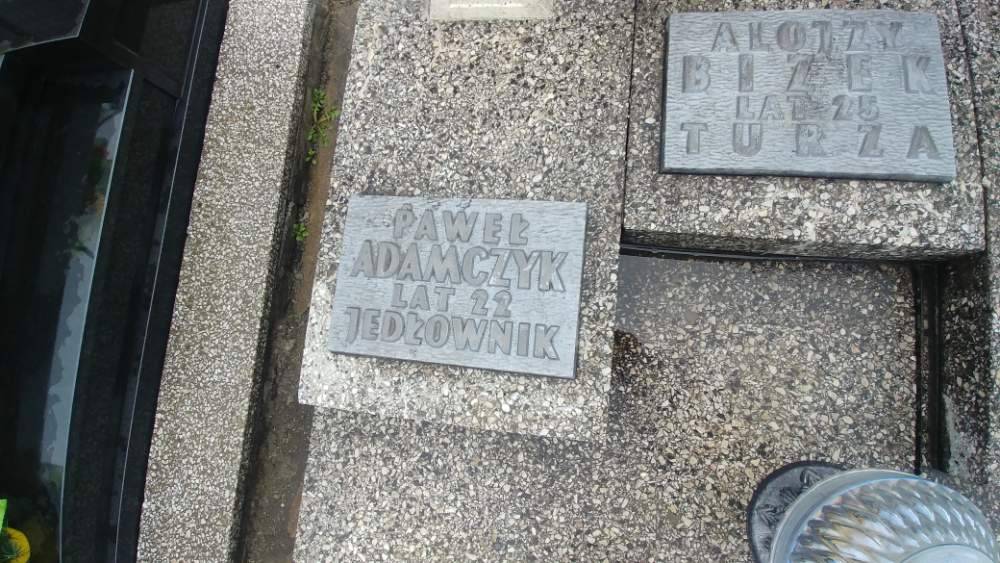 PAWEŁ
ADAMCZYK
LAT 22
JEDŁOWNIK
ALOJZY
BIZEK
LAT 25
TURZA